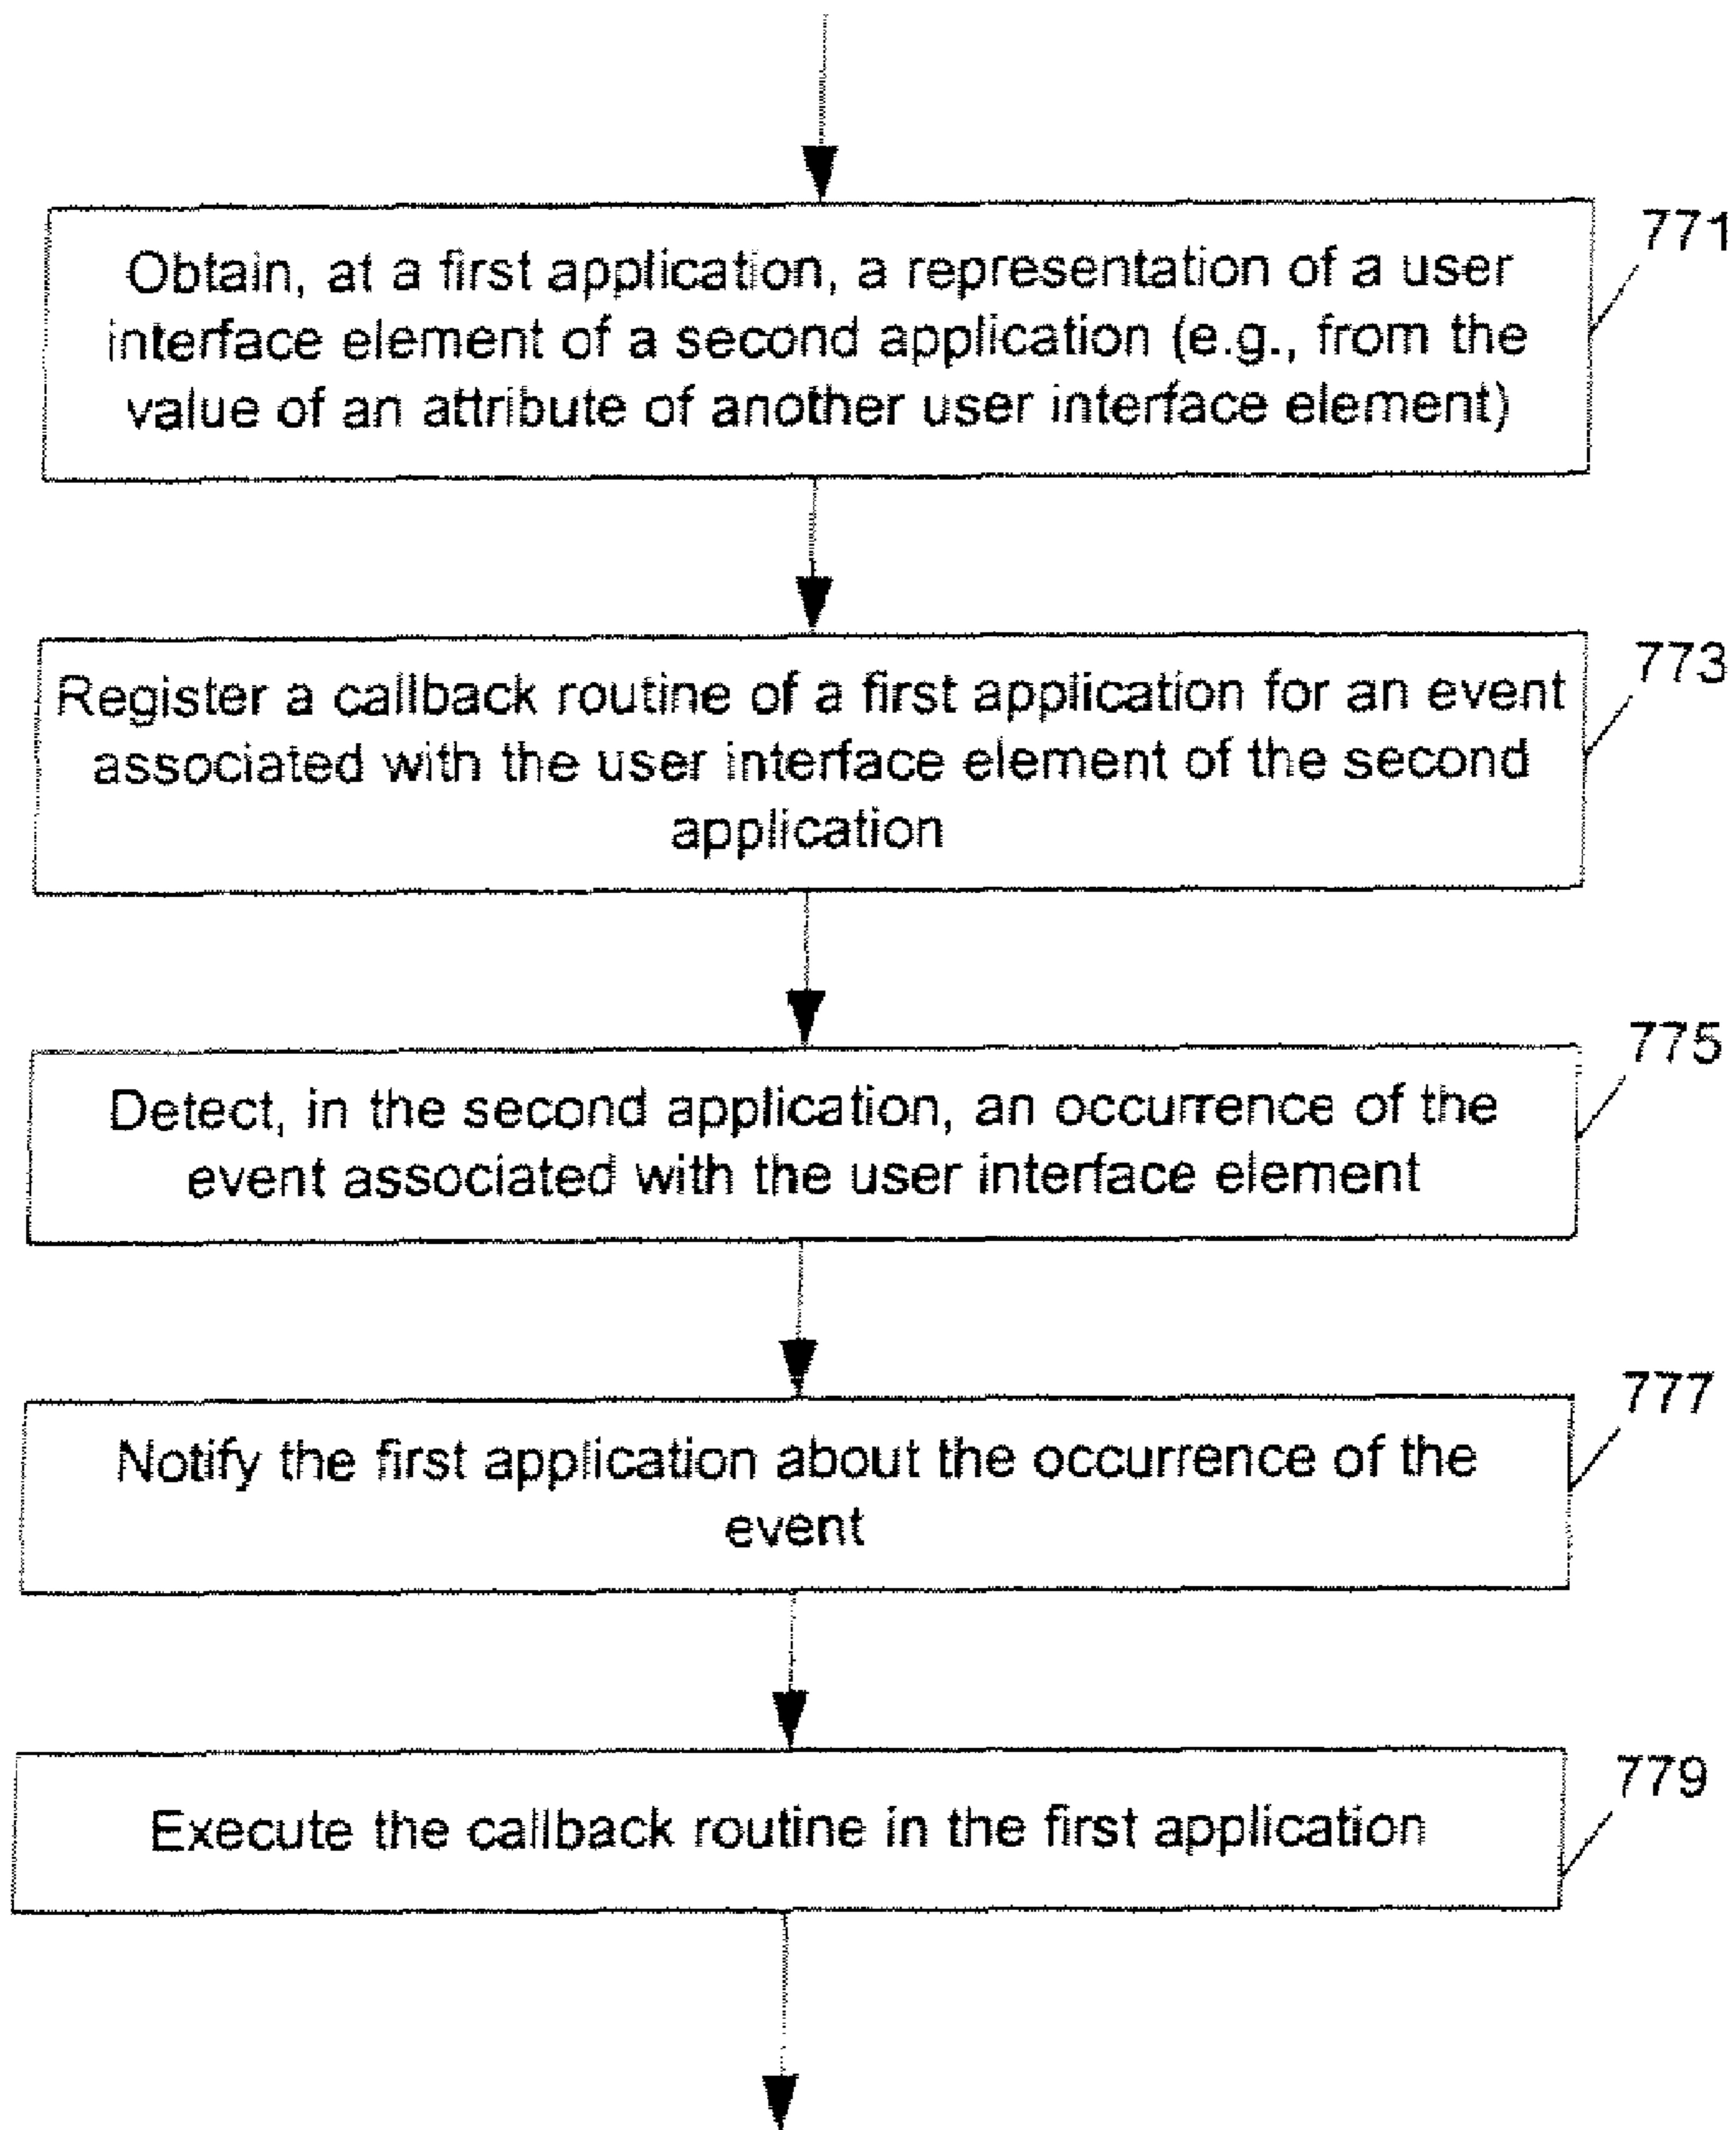 771
Obtain, at a first application, a representation of a user
interface element of a second application (e.g., from the
value of an attribute of another user interface element)
773
Register a callback routine of a first application for an event
associated with the user interface element of the second
application
775
Detect, in the second application, an occurrence of the
event associated with the user interface element
777
Notify the first application about the occurrence of the
event
779
Execute the callback routine in the first application